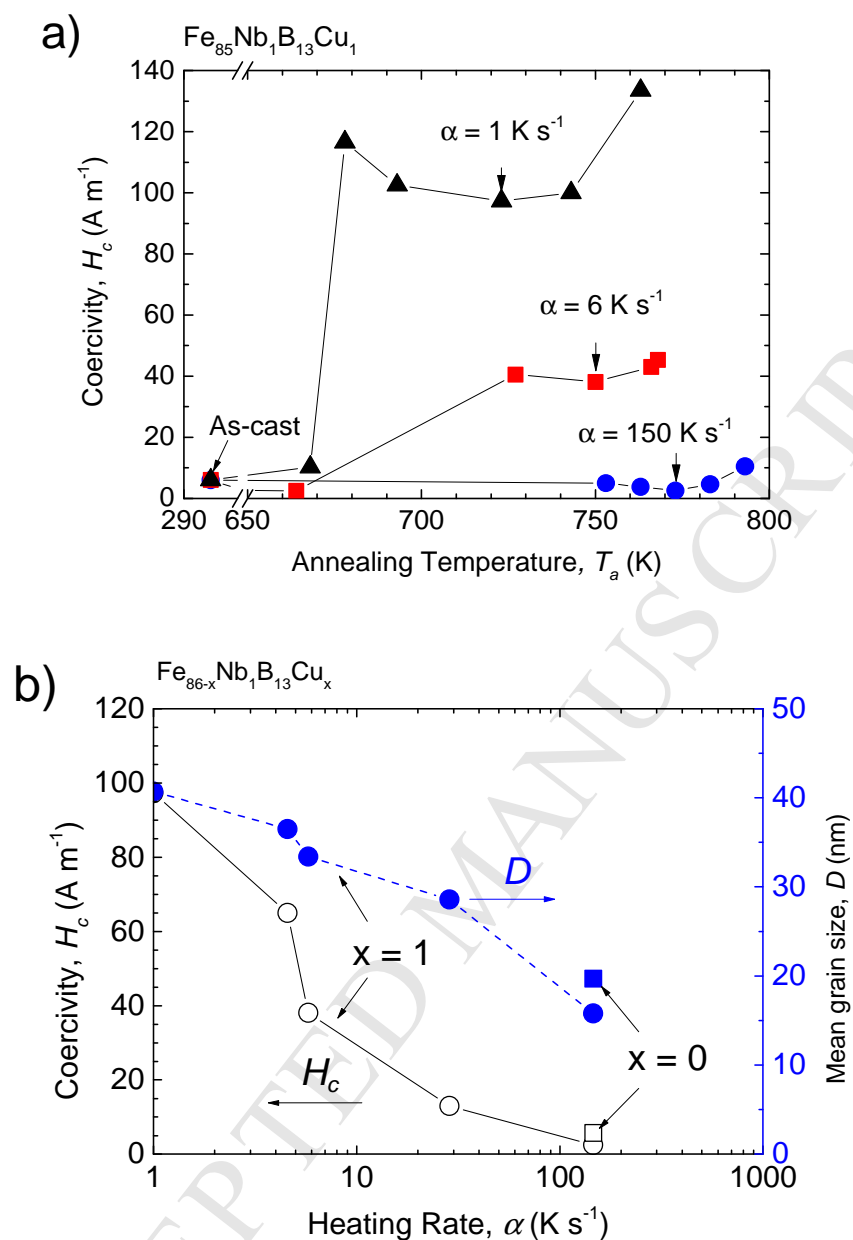 a)
Fe85Nb1B13Cu1
140
120
100
80
60
40
20
0
Coercivity, Hc (A m-1)
α = 1 K s-1
α = 6 K s-1
α = 150 K s-1
As-cast
290 650 700 750 800
Annealing Temperature, Ta (K)
b)
Fe86-xNb1B13Cux
120
100
80
60
40
20
0
Coercivity, Hc (A m-1)
50
40
30
20
10
0
Mean grain size, D (nm)
D
x = 1
x = 0
Hc
1 10 100 1000
Heating Rate, α (K s-1)
EPTED MANUSCRIP